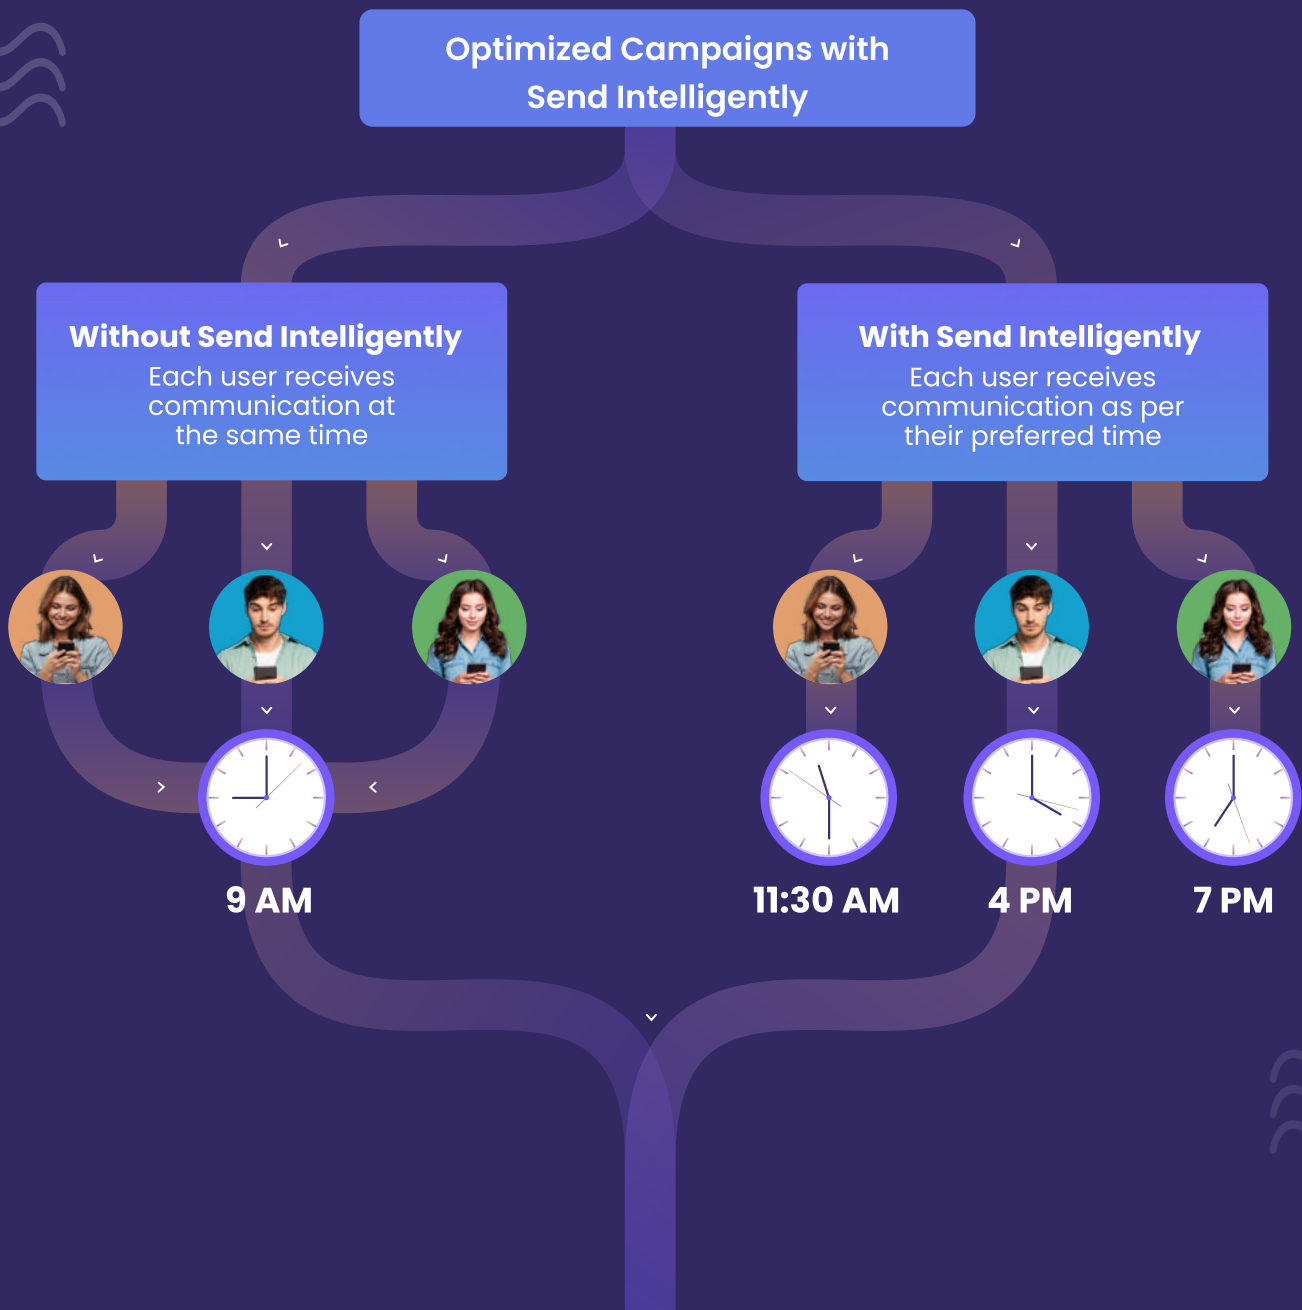 Optimized Campaigns with
Send Intelligently
Without Send Intelligently
Each user receives
communication at
the same time
With Send Intelligently
Each user receives
communication as per
their preferred time
9 AM
11:30 AM
4 PM
7 PM